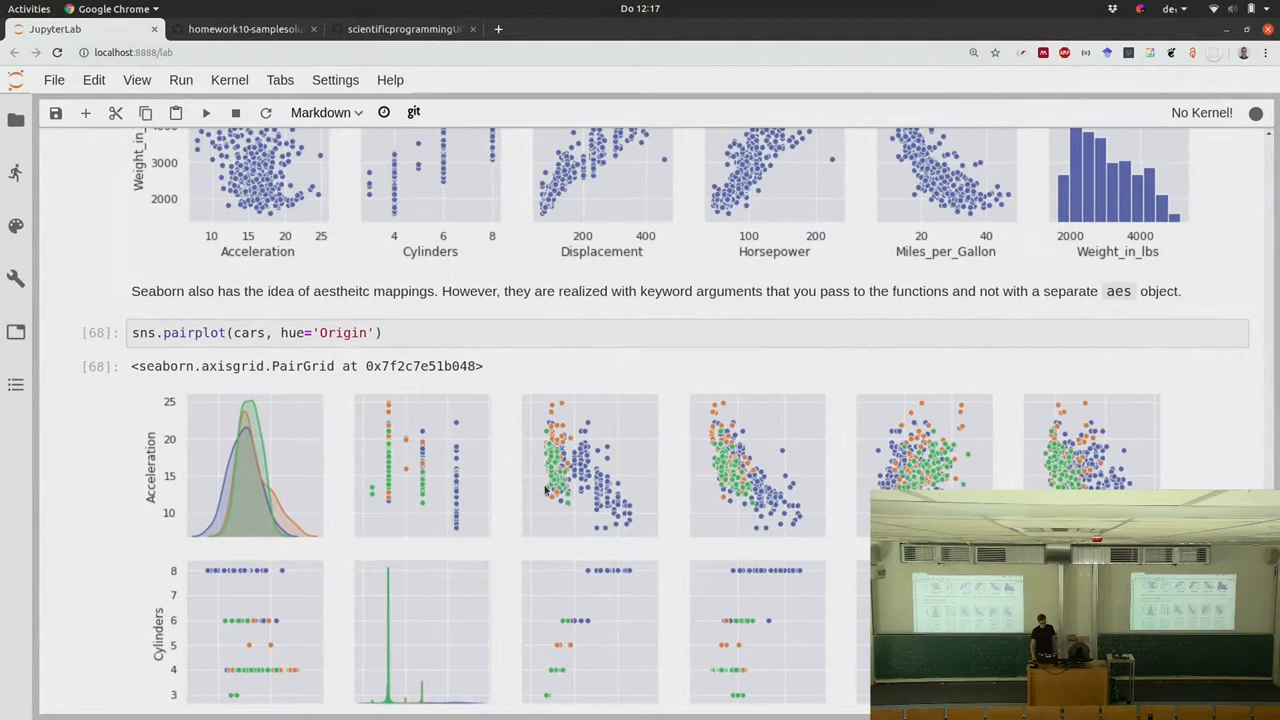 Activities Google Chrome Do 12:17 de
JupyterLab homework10-samplesolu scientificprogrammingU
localhost:8888/lab
File Edit View Run Kernel Tabs Settings Help
Markdown git No Kernel!
Weight_in_ 4000
3000
2000
10 15 20 25 4 6 8 200 400 100 200 20 40 2000 4000
Acceleration Cylinders Displacement Horsepower Miles_per_Gallon Weight_in_lbs
Seaborn also has the idea of aestheitc mappings. However, they are realized with keyword arguments that you pass to the functions and not with a separate aes object.
[68]: sns.pairplot(cars, hue='Origin')
[68]: <seaborn.axisgrid.PairGrid at 0x7f2c7e51b048>
Acceleration
25
20
15
10
Cylinders
8
7
6
5
4
3